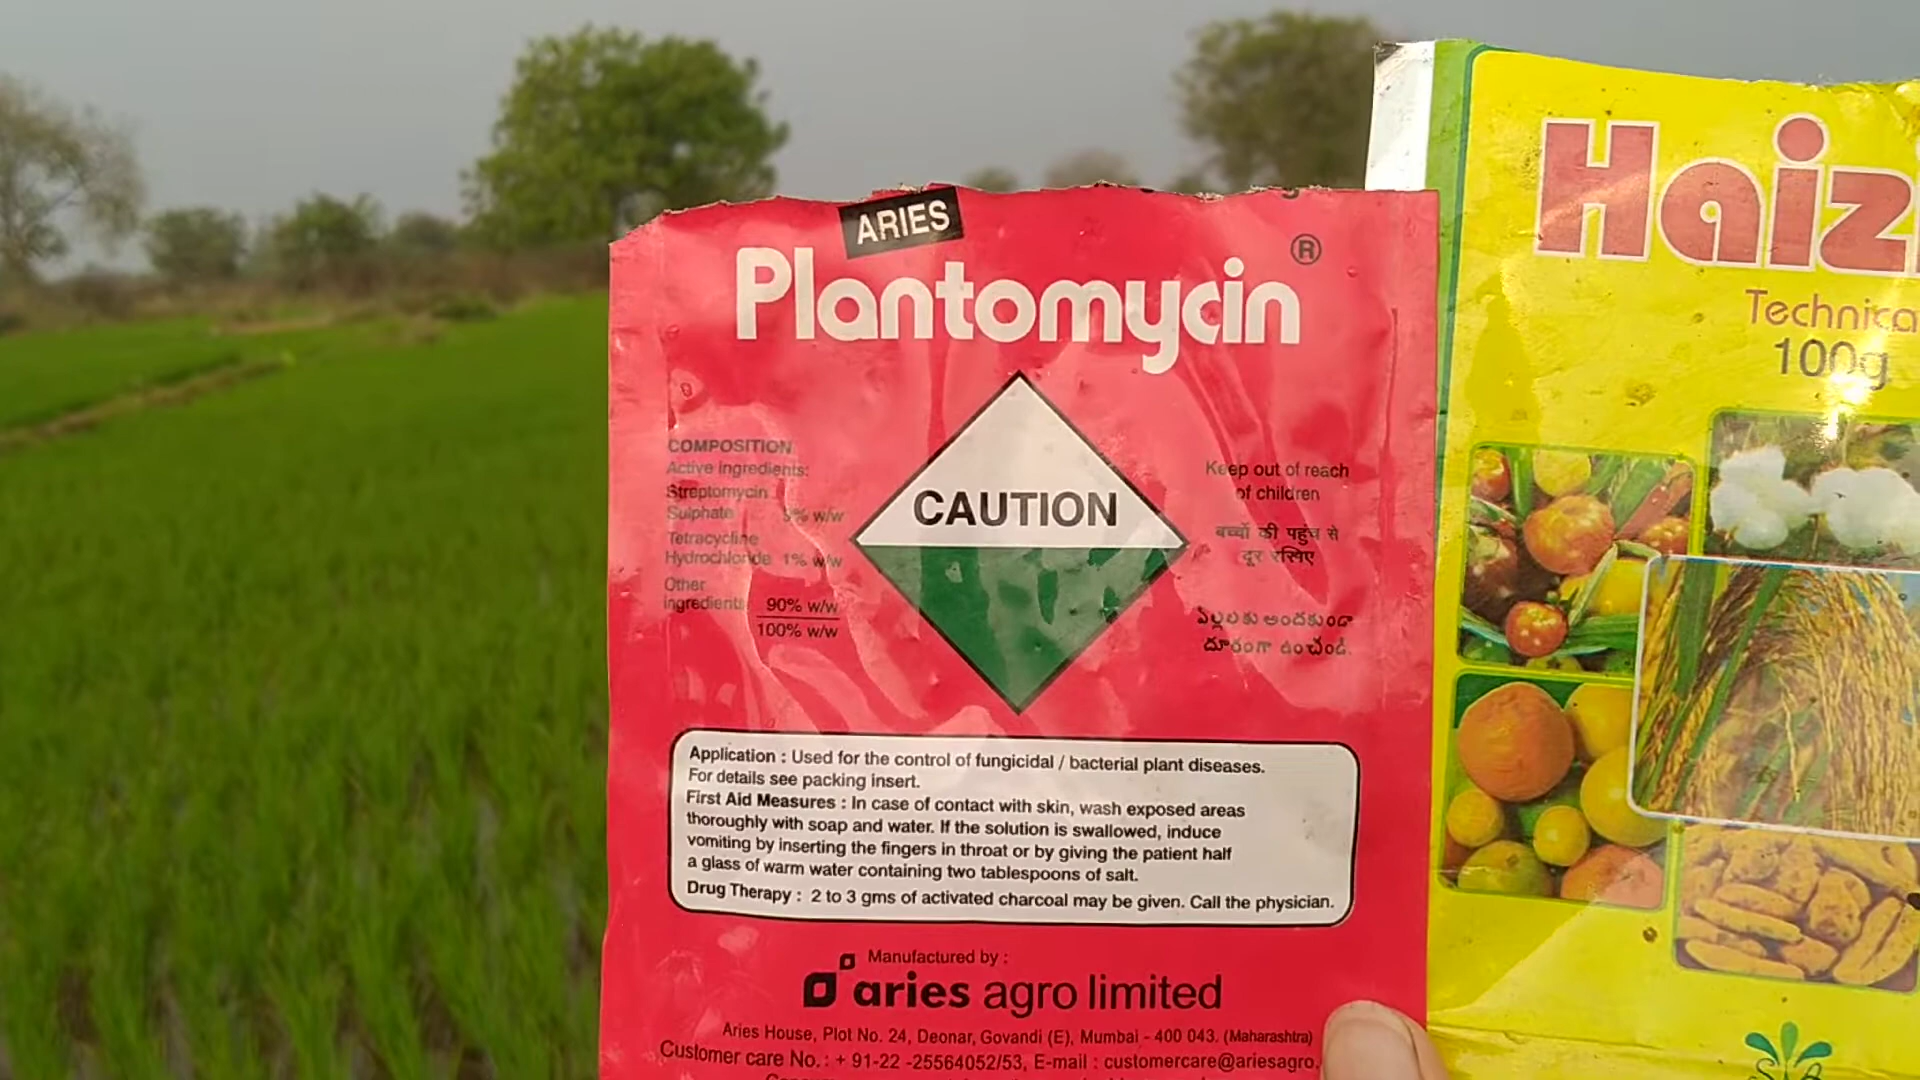 ARIES
Plantomycin®
COMPOSITION
Active ingredients:
Streptomycin
Sulphate 9% w/w
Tetracycline
Hydrochloride 1% w/w
Other
ingredients 90% w/w
100% w/w
CAUTION
Keep out of reach
of children
बच्चों की पहुंच से
दूर रखिए
పిల్లలకు అందకుండా
దూరంగా ఉంచండి.
Application : Used for the control of fungicidal / bacterial plant diseases.
For details see packing insert.
First Aid Measures : In case of contact with skin, wash exposed areas
thoroughly with soap and water. If the solution is swallowed, induce
vomiting by inserting the fingers in throat or by giving the patient half
a glass of warm water containing two tablespoons of salt.
Drug Therapy : 2 to 3 gms of activated charcoal may be given. Call the physician.
Manufactured by :
aries agro limited
Aries House, Plot No. 24, Deonar, Govandi (E), Mumbai - 400 043. (Maharashtra)
Customer care No. : + 91-22 -25564052/53, E-mail : customercare@ariesagro.
Haiz
Technica
100g